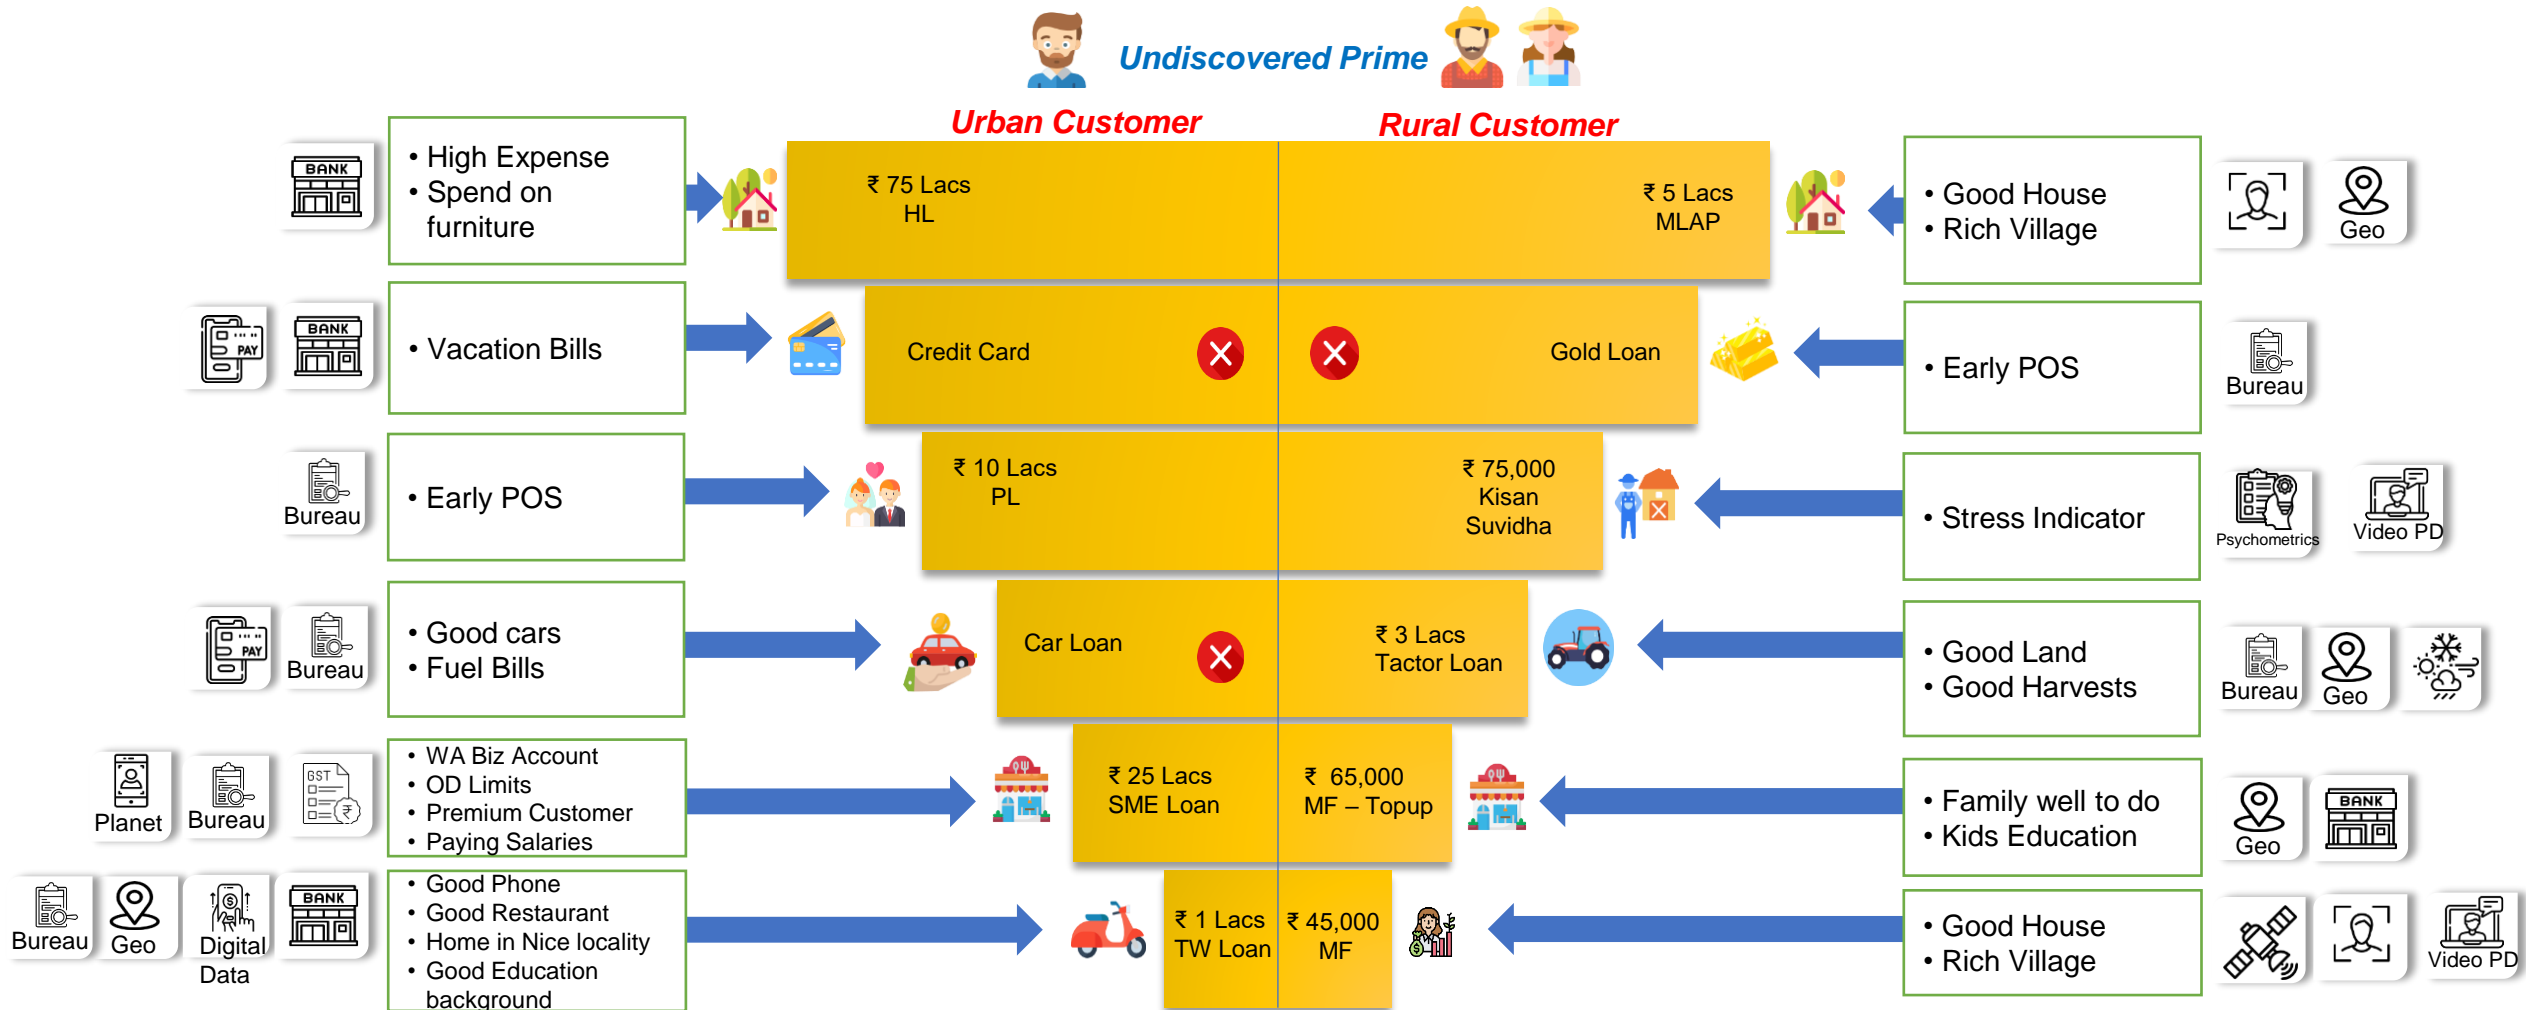 Undiscovered Prime
Urban Customer
Rural Customer
BANK
• High Expense
• Spend on
furniture
₹ 75 Lacs
HL
₹ 5 Lacs
MLAP
• Good House
• Rich Village
Geo
PAY
BANK
• Vacation Bills
Credit Card
Gold Loan
• Early POS
Bureau
Bureau
• Early POS
₹ 10 Lacs
PL
₹ 75,000
Kisan
Suvidha
• Stress Indicator
Psychometrics
Video PD
PAY
Bureau
• Good cars
• Fuel Bills
Car Loan
₹ 3 Lacs
Tactor Loan
• Good Land
• Good Harvests
Bureau
Geo
Planet
Bureau
GST
• WA Biz Account
• OD Limits
• Premium Customer
• Paying Salaries
₹ 25 Lacs
SME Loan
₹ 65,000
MF – Topup
• Family well to do
• Kids Education
Geo
BANK
Bureau
Geo
Digital
Data
BANK
• Good Phone
• Good Restaurant
• Home in Nice locality
• Good Education
background
₹ 1 Lacs
TW Loan
₹ 45,000
MF
• Good House
• Rich Village
Video PD